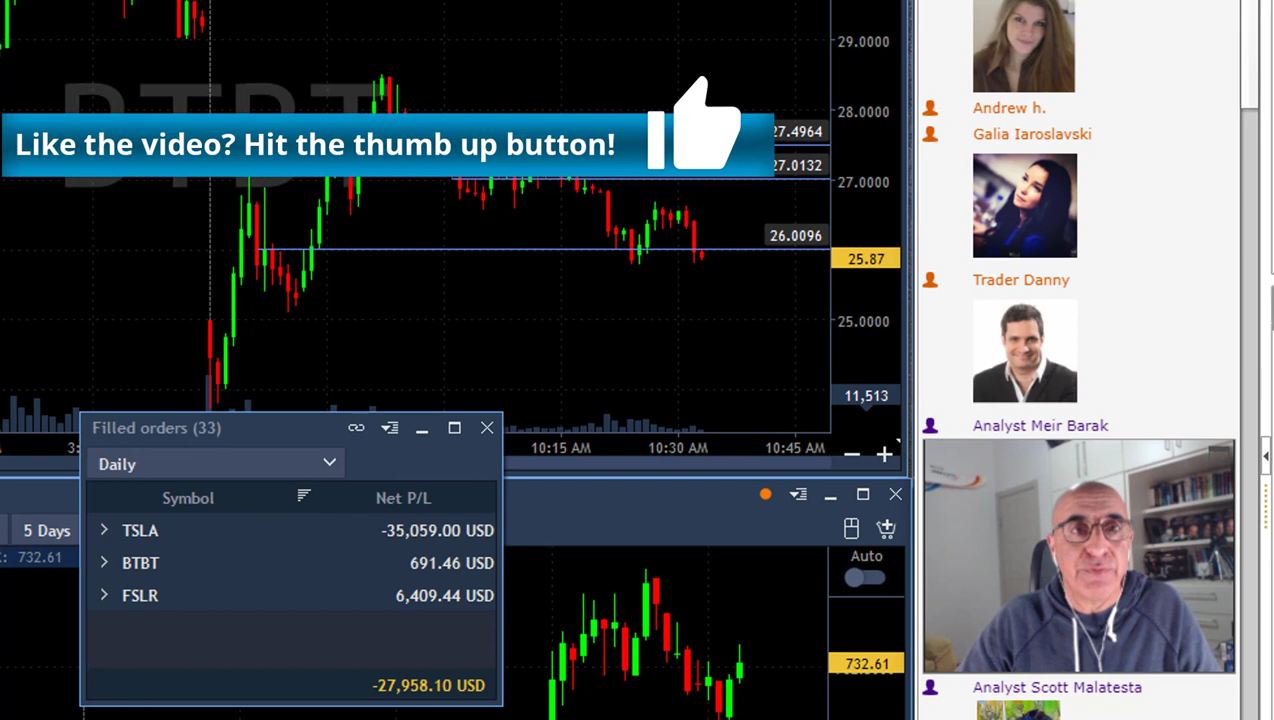 BTBT
29.0000
28.0000
Like the video? Hit the thumb up button!
27.4964
27.0132
27.0000
26.0096
25.87
25.0000
11,513
10:15 AM
10:30 AM
10:45 AM
Filled orders (33)
Daily
Symbol
Net P/L
TSLA
-35,059.00 USD
BTBT
691.46 USD
FSLR
6,409.44 USD
-27,958.10 USD
5 Days
732.61
Auto
732.61
Andrew h.
Galia Iaroslavski
Trader Danny
Analyst Meir Barak
Analyst Scott Malatesta